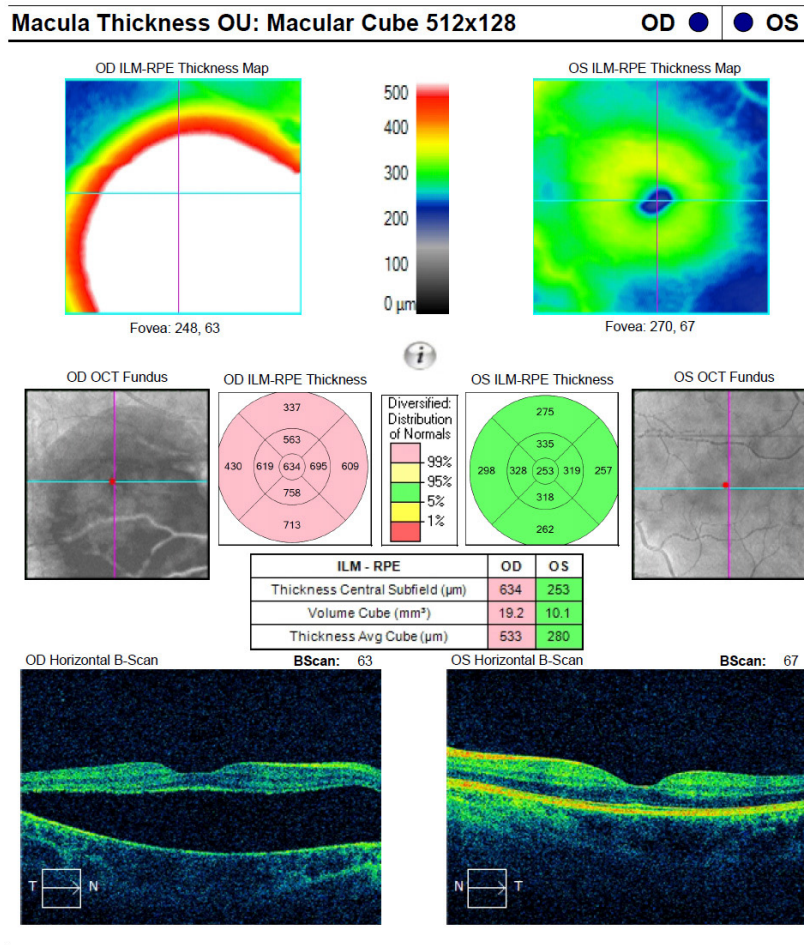 Macula Thickness OU: Macular Cube 512x128 OD OS
OD ILM-RPE Thickness Map
OS ILM-RPE Thickness Map
500
400
300
200
100
0 µm
Fovea: 248, 63
Fovea: 270, 67
i
OD OCT Fundus
OD ILM-RPE Thickness
OS ILM-RPE Thickness
OS OCT Fundus
337
563
430 619 634 695 609
758
713
Diversified:
Distribution
of Normals
99%
95%
5%
1%
275
335
298 328 253 319 257
318
262
ILM - RPE OD OS
Thickness Central Subfield (µm) 634 253
Volume Cube (mm³) 19.2 10.1
Thickness Avg Cube (µm) 533 280
OD Horizontal B-Scan BScan: 63
OS Horizontal B-Scan BScan: 67
T N
N T